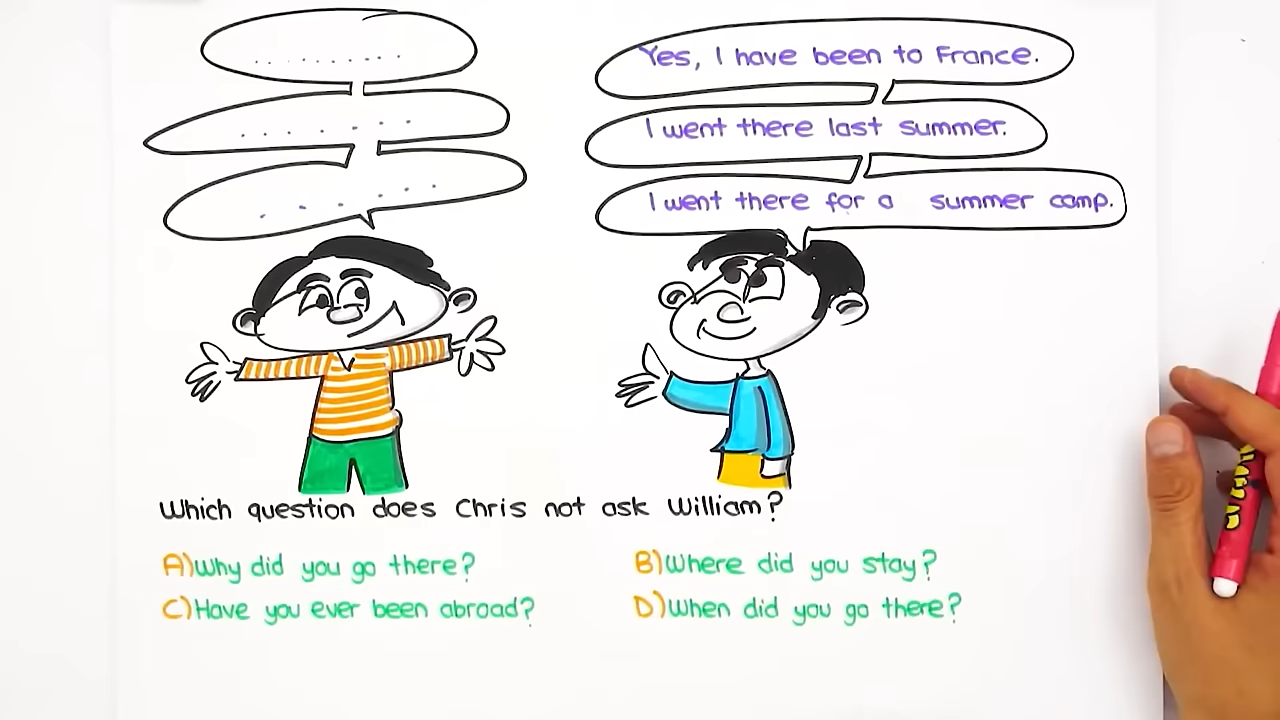 . . . . . . . . . .
Yes, I have been to France.
. . . . . . . .
I went there last summer.
. . . . . .
I went there for a summer camp.
Which question does Chris not ask William?
A)Why did you go there?
B)Where did you stay?
C)Have you ever been abroad?
D)When did you go there?